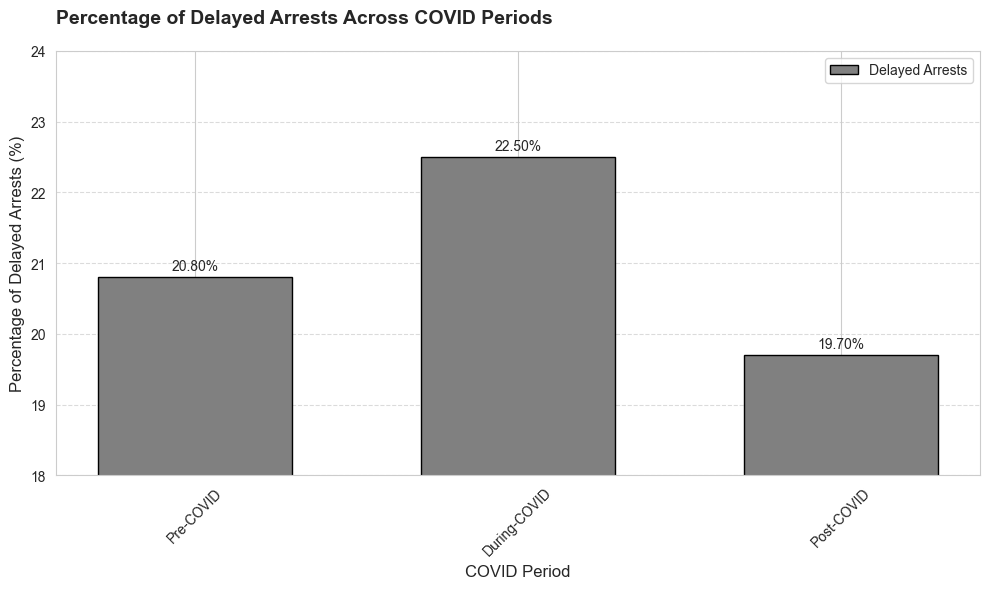 Percentage of Delayed Arrests Across COVID Periods
Delayed Arrests
Percentage of Delayed Arrests (%)
24
23
22
21
20
19
18
20.80%
22.50%
19.70%
Pre-COVID
During-COVID
Post-COVID
COVID Period